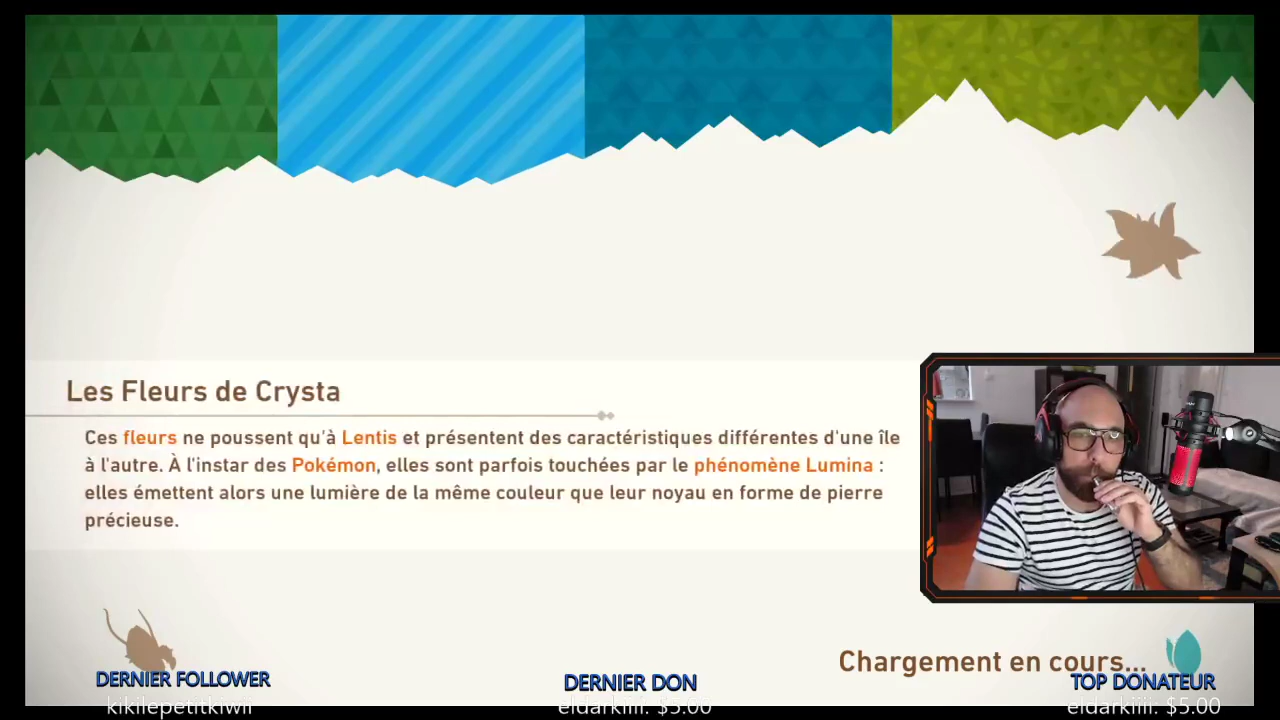 Les Fleurs de Crysta
Ces fleurs ne poussent qu'à Lentis et présentent des caractéristiques différentes d'une île
à l'autre. À l'instar des Pokémon, elles sont parfois touchées par le phénomène Lumina :
elles émettent alors une lumière de la même couleur que leur noyau en forme de pierre
précieuse.
Chargement en cours...
DERNIER FOLLOWER
kikilepetitkiwii
DERNIER DON
eldarkiiii: $5.00
TOP DONATEUR
eldarkiiii: $5.00